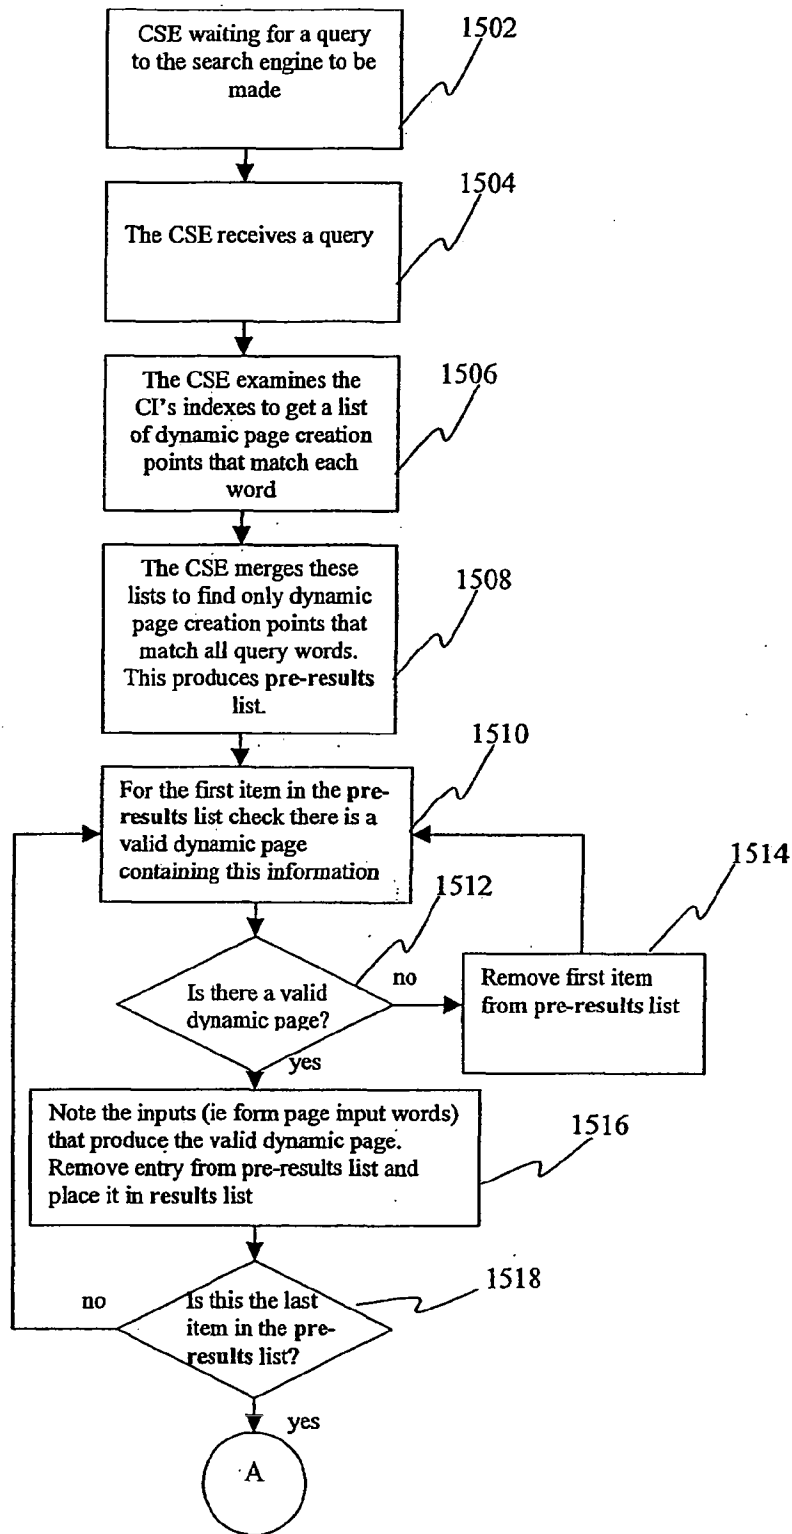 CSE waiting for a query
to the search engine to be
made
1502
The CSE receives a query
1504
The CSE examines the
CI's indexes to get a list
of dynamic page creation
points that match each
word
1506
The CSE merges these
lists to find only dynamic
page creation points that
match all query words.
This produces pre-results
list.
1508
1510
For the first item in the pre-
results list check there is a
valid dynamic page
containing this information
1512
1514
Is there a valid
dynamic page?
no
Remove first item
from pre-results list
yes
Note the inputs (ie form page input words)
that produce the valid dynamic page.
Remove entry from pre-results list and
place it in results list
1516
1518
no
Is this the last
item in the pre-
results list?
yes
A